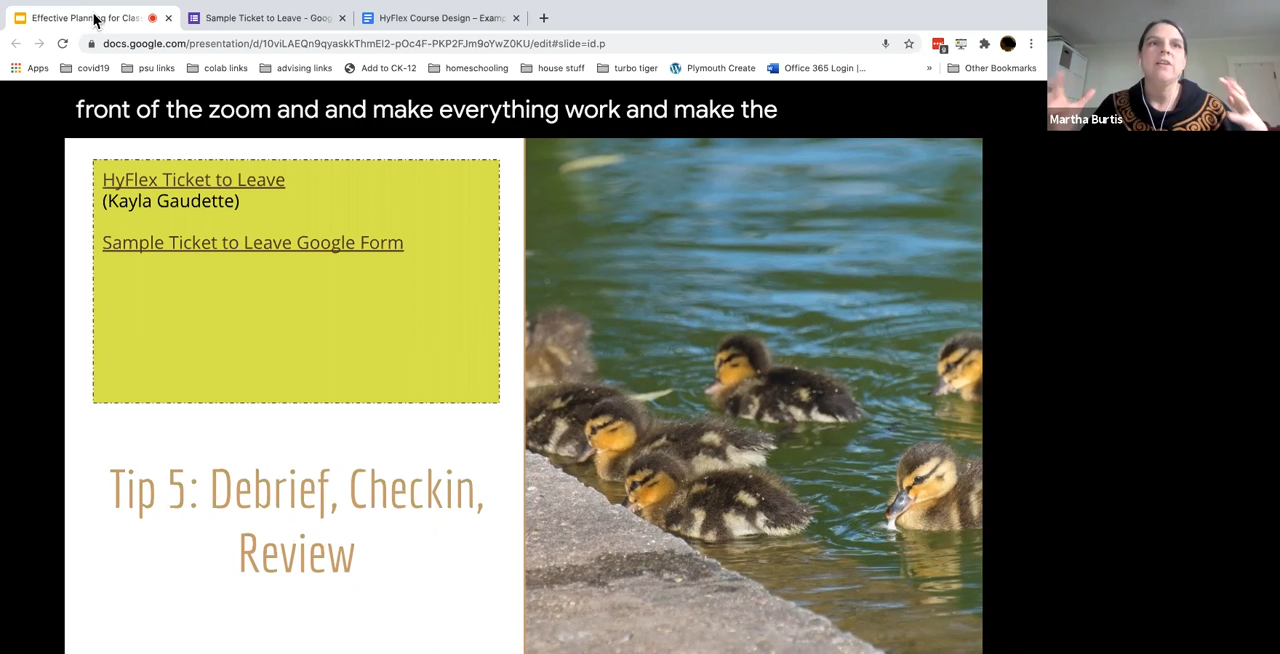 Effective Planning for Clas
Sample Ticket to Leave - Goog
HyFlex Course Design – Examp
docs.google.com/presentation/d/10viLAEQn9qyaskkThmEl2-pOc4F-PKP2FJm9oYwZ0KU/edit#slide=id.p
9
Apps
covid19
psu links
colab links
advising links
Add to CK-12
homeschooling
house stuff
turbo tiger
Plymouth Create
Office 365 Login |...
»
Other Bookmarks
Martha Burtis
front of the zoom and and make everything work and make the
HyFlex Ticket to Leave
(Kayla Gaudette)
Sample Ticket to Leave Google Form
Tip 5: Debrief, Checkin,
Review